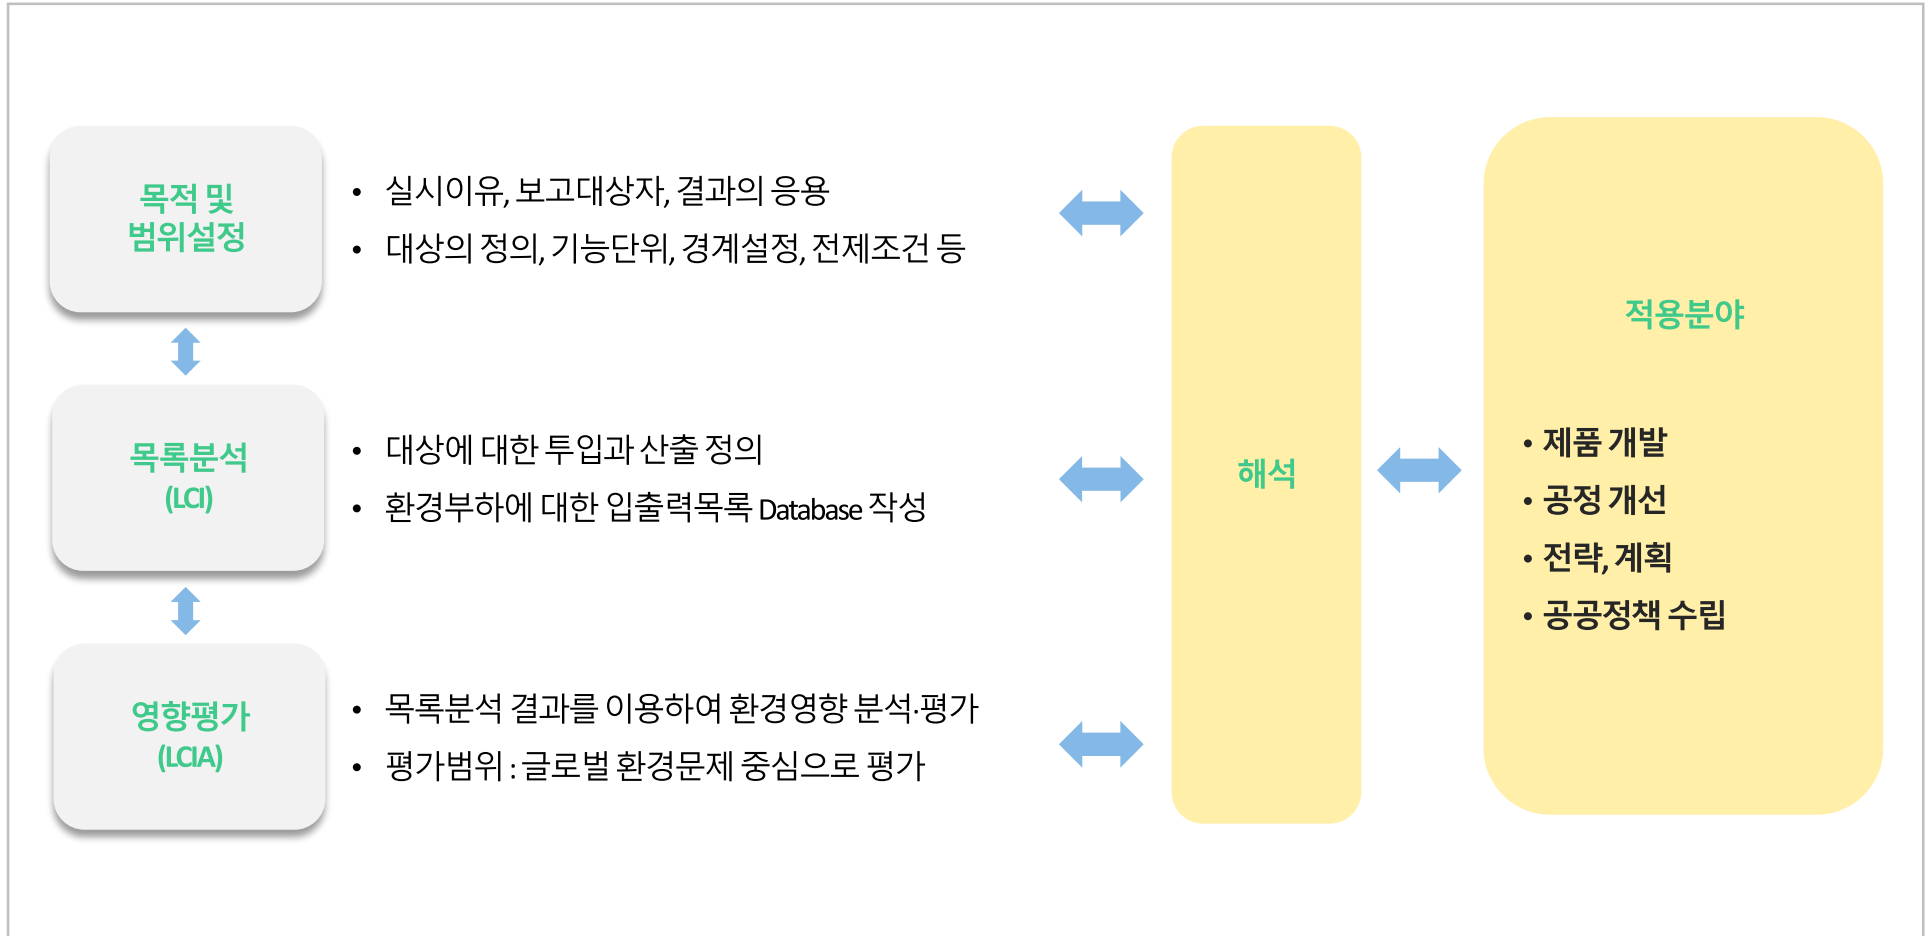 목적 및
범위설정
• 실시이유, 보고대상자, 결과의 응용
• 대상의 정의, 기능단위, 경계설정, 전제조건 등
목록분석
(LCI)
• 대상에 대한 투입과 산출 정의
• 환경부하에 대한 입출력목록 Database 작성
영향평가
(LCIA)
• 목록분석 결과를 이용하여 환경영향 분석·평가
• 평가범위 : 글로벌 환경문제 중심으로 평가
해석
적용분야
• 제품 개발
• 공정 개선
• 전략, 계획
• 공공정책 수립